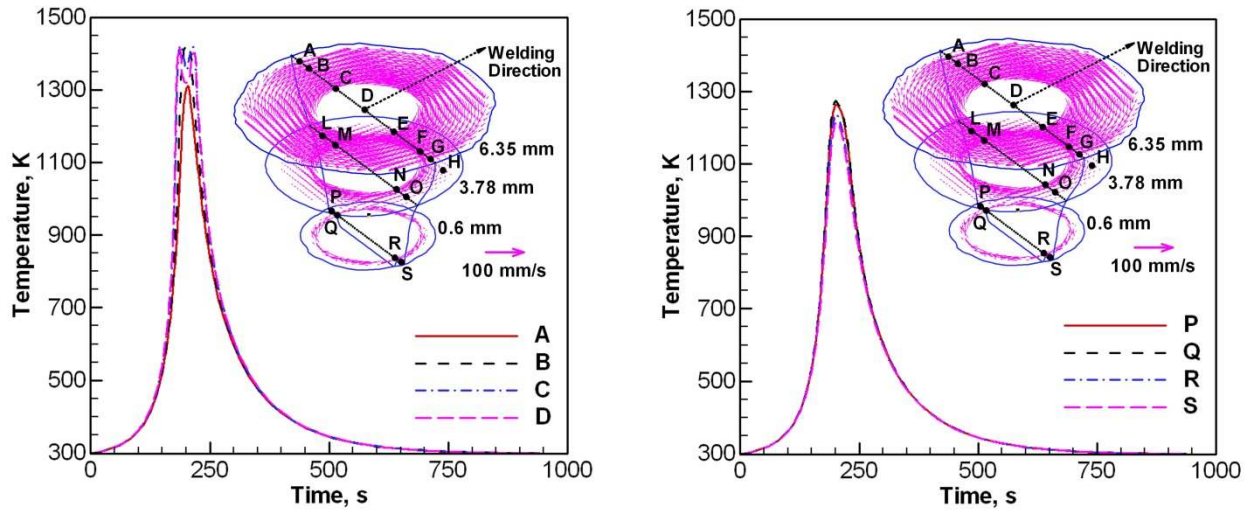 1500
1300
1100
900
700
500
300
Temperature, K
0
250
500
750
1000
Time, s
A
B
C
D
Welding
Direction
E
F
G
H
6.35 mm
L
M
N
O
3.78 mm
P
Q
R
S
0.6 mm
100 mm/s
A
B
C
D
1500
1300
1100
900
700
500
300
Temperature, K
0
250
500
750
1000
Time, s
A
B
C
D
Welding
Direction
E
F
G
H
6.35 mm
L
M
N
O
3.78 mm
P
Q
R
S
0.6 mm
100 mm/s
P
Q
R
S